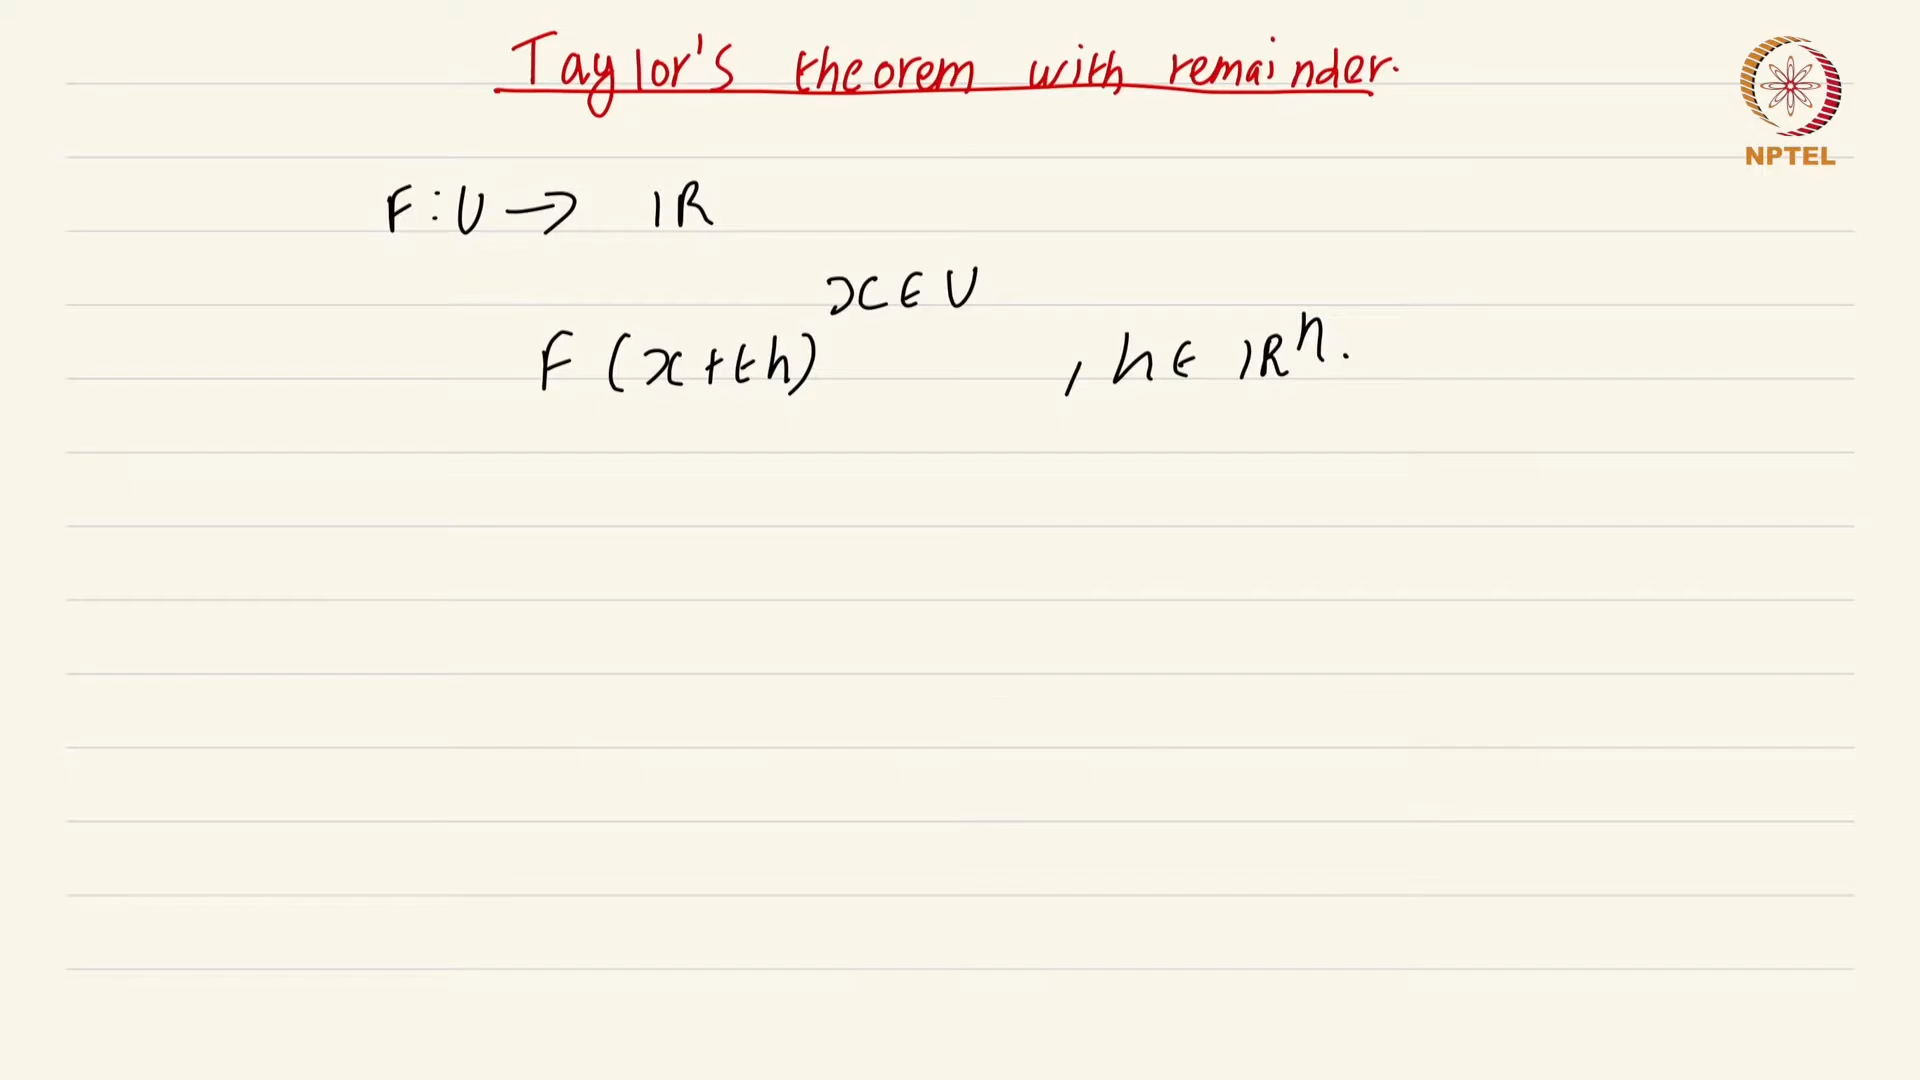 Taylor's theorem with remainder.
NPTEL
F : U → ℝ
x ∈ U
F (x+th) , h ∈ ℝⁿ.